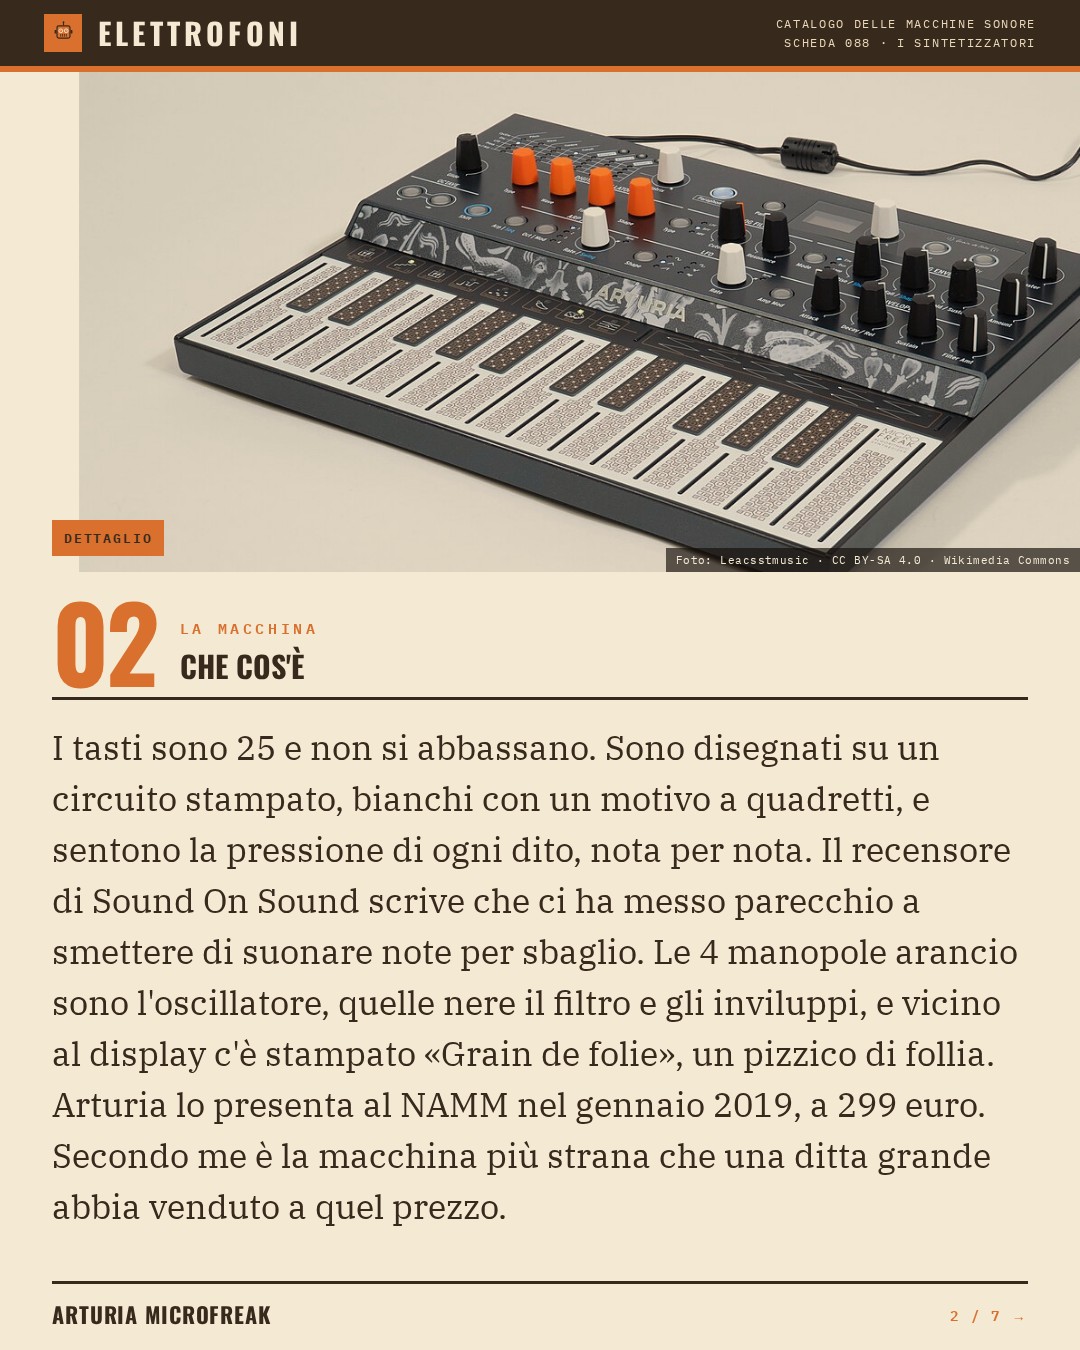 ELETTROFONI
CATALOGO DELLE MACCHINE SONORE
SCHEDA 088 · I SINTETIZZATORI
ARTURIA
MICRO
FREAK
DETTAGLIO
Foto: Leacsstmusic · CC BY-SA 4.0 · Wikimedia Commons
02
LA MACCHINA
CHE COS'È
I tasti sono 25 e non si abbassano. Sono disegnati su un
circuito stampato, bianchi con un motivo a quadretti, e
sentono la pressione di ogni dito, nota per nota. Il recensore
di Sound On Sound scrive che ci ha messo parecchio a
smettere di suonare note per sbaglio. Le 4 manopole arancio
sono l'oscillatore, quelle nere il filtro e gli inviluppi, e vicino
al display c'è stampato «Grain de folie», un pizzico di follia.
Arturia lo presenta al NAMM nel gennaio 2019, a 299 euro.
Secondo me è la macchina più strana che una ditta grande
abbia venduto a quel prezzo.
ARTURIA MICROFREAK
2 / 7 →